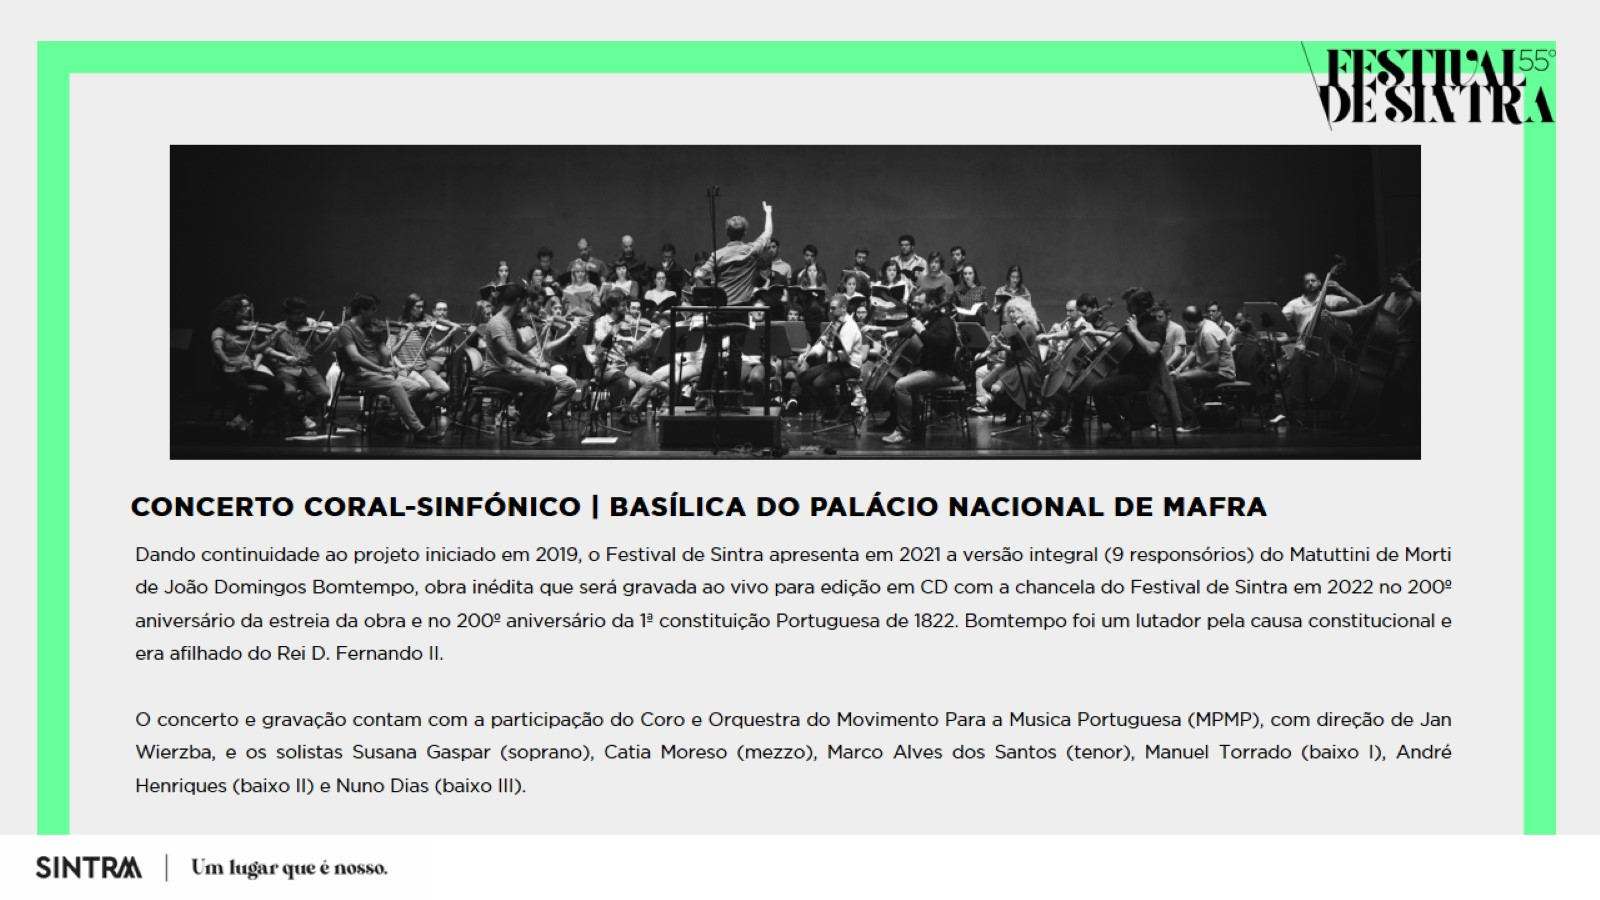 FESTIVAL 55º
DE SINTRA
CONCERTO CORAL-SINFÓNICO | BASÍLICA DO PALÁCIO NACIONAL DE MAFRA
Dando continuidade ao projeto iniciado em 2019, o Festival de Sintra apresenta em 2021 a versão integral (9 responsórios) do Matuttini de Morti
de João Domingos Bomtempo, obra inédita que será gravada ao vivo para edição em CD com a chancela do Festival de Sintra em 2022 no 200º
aniversário da estreia da obra e no 200º aniversário da 1ª constituição Portuguesa de 1822. Bomtempo foi um lutador pela causa constitucional e
era afilhado do Rei D. Fernando II.
O concerto e gravação contam com a participação do Coro e Orquestra do Movimento Para a Musica Portuguesa (MPMP), com direção de Jan
Wierzba, e os solistas Susana Gaspar (soprano), Catia Moreso (mezzo), Marco Alves dos Santos (tenor), Manuel Torrado (baixo I), André
Henriques (baixo II) e Nuno Dias (baixo III).
SINTRA | Um lugar que é nosso.